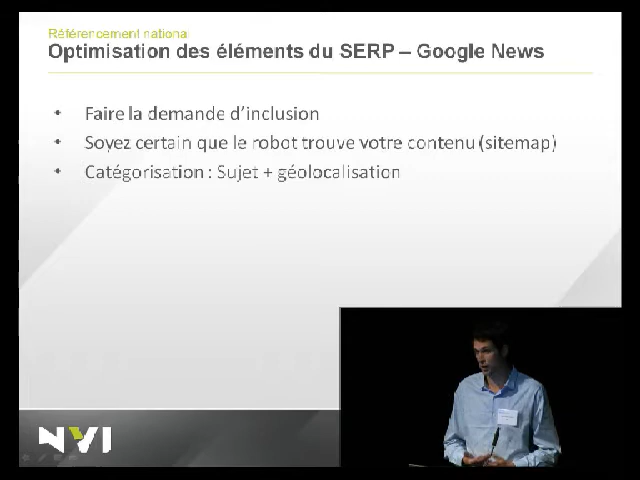 Référencement national
Optimisation des éléments du SERP – Google News
• Faire la demande d'inclusion
• Soyez certain que le robot trouve votre contenu (sitemap)
• Catégorisation : Sujet + géolocalisation
NVI